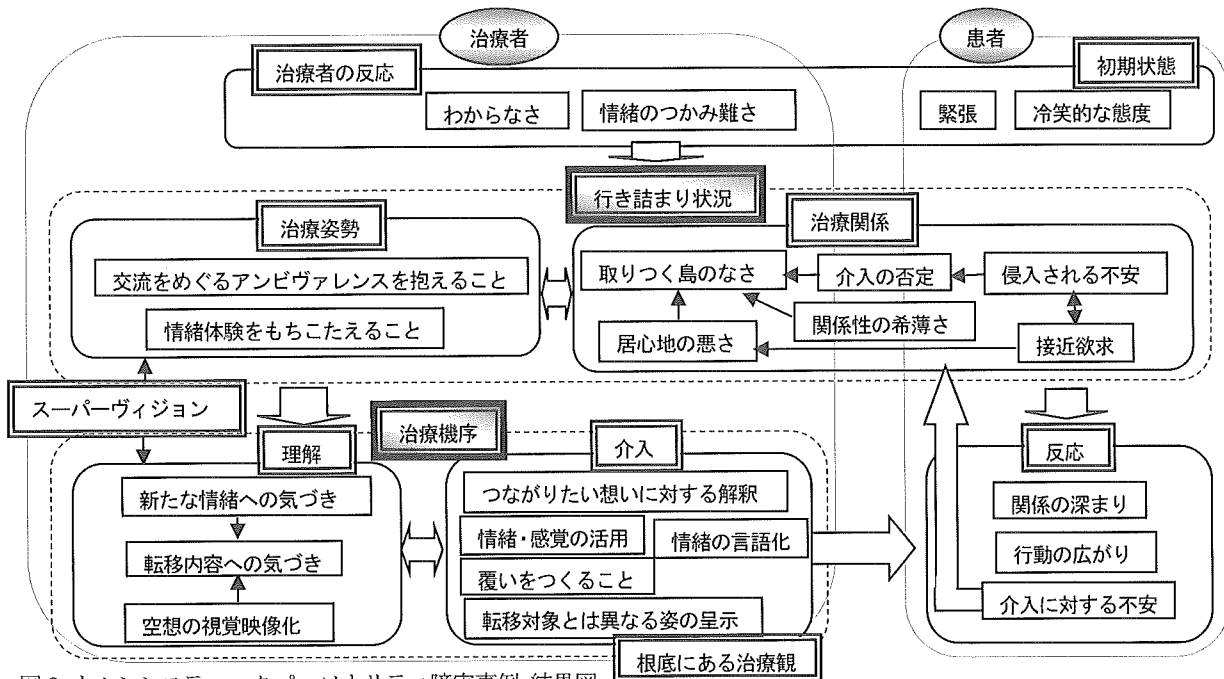 治療者
患者
治療者の反応
初期状態
わからなさ
情緒のつかみ難さ
緊張
冷笑的な態度
行き詰まり状況
治療姿勢
治療関係
交流をめぐるアンビヴァレンスを抱えること
情緒体験をもちこたえること
取りつく島のなさ
介入の否定
侵入される不安
関係性の希薄さ
居心地の悪さ
接近欲求
スーパーヴィジョン
治療機序
理解
介入
反応
新たな情緒への気づき
転移内容への気づき
空想の視覚映像化
つながりたい想いに対する解釈
情緒・感覚の活用
情緒の言語化
覆いをつくること
転移対象とは異なる姿の呈示
関係の深まり
行動の広がり
介入に対する不安
根底にある治療観